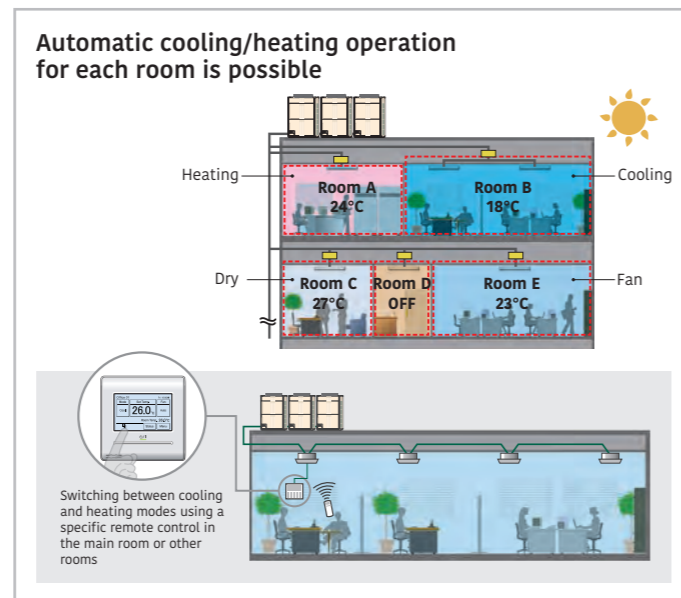 Automatic cooling/heating operation
for each room is possible
Heating
Room A
24°C
Room B
18°C
Cooling
Dry
Room C
27°C
Room D
OFF
Room E
23°C
Fan
26.0
Switching between cooling
and heating modes using a
specific remote control in
the main room or other
rooms